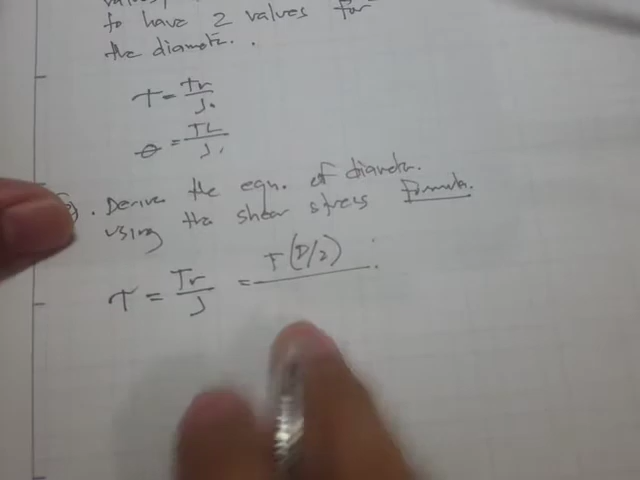 to have 2 values for
the diameter.
τ = Tr/J.
θ = TL/J.
. Derive the eqn. of diameter.
using the shear stress formula.
τ = Tr/J = T(D/2)